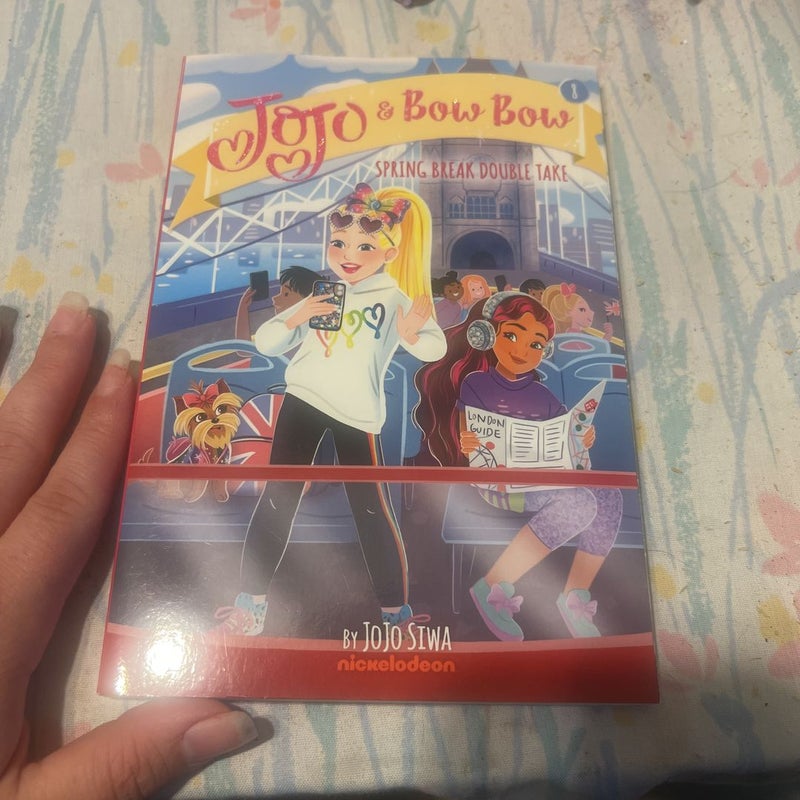 8
JoJo & Bow Bow
SPRING BREAK DOUBLE TAKE
LONDON
GUIDE
BY JOJO SIWA
nickelodeon